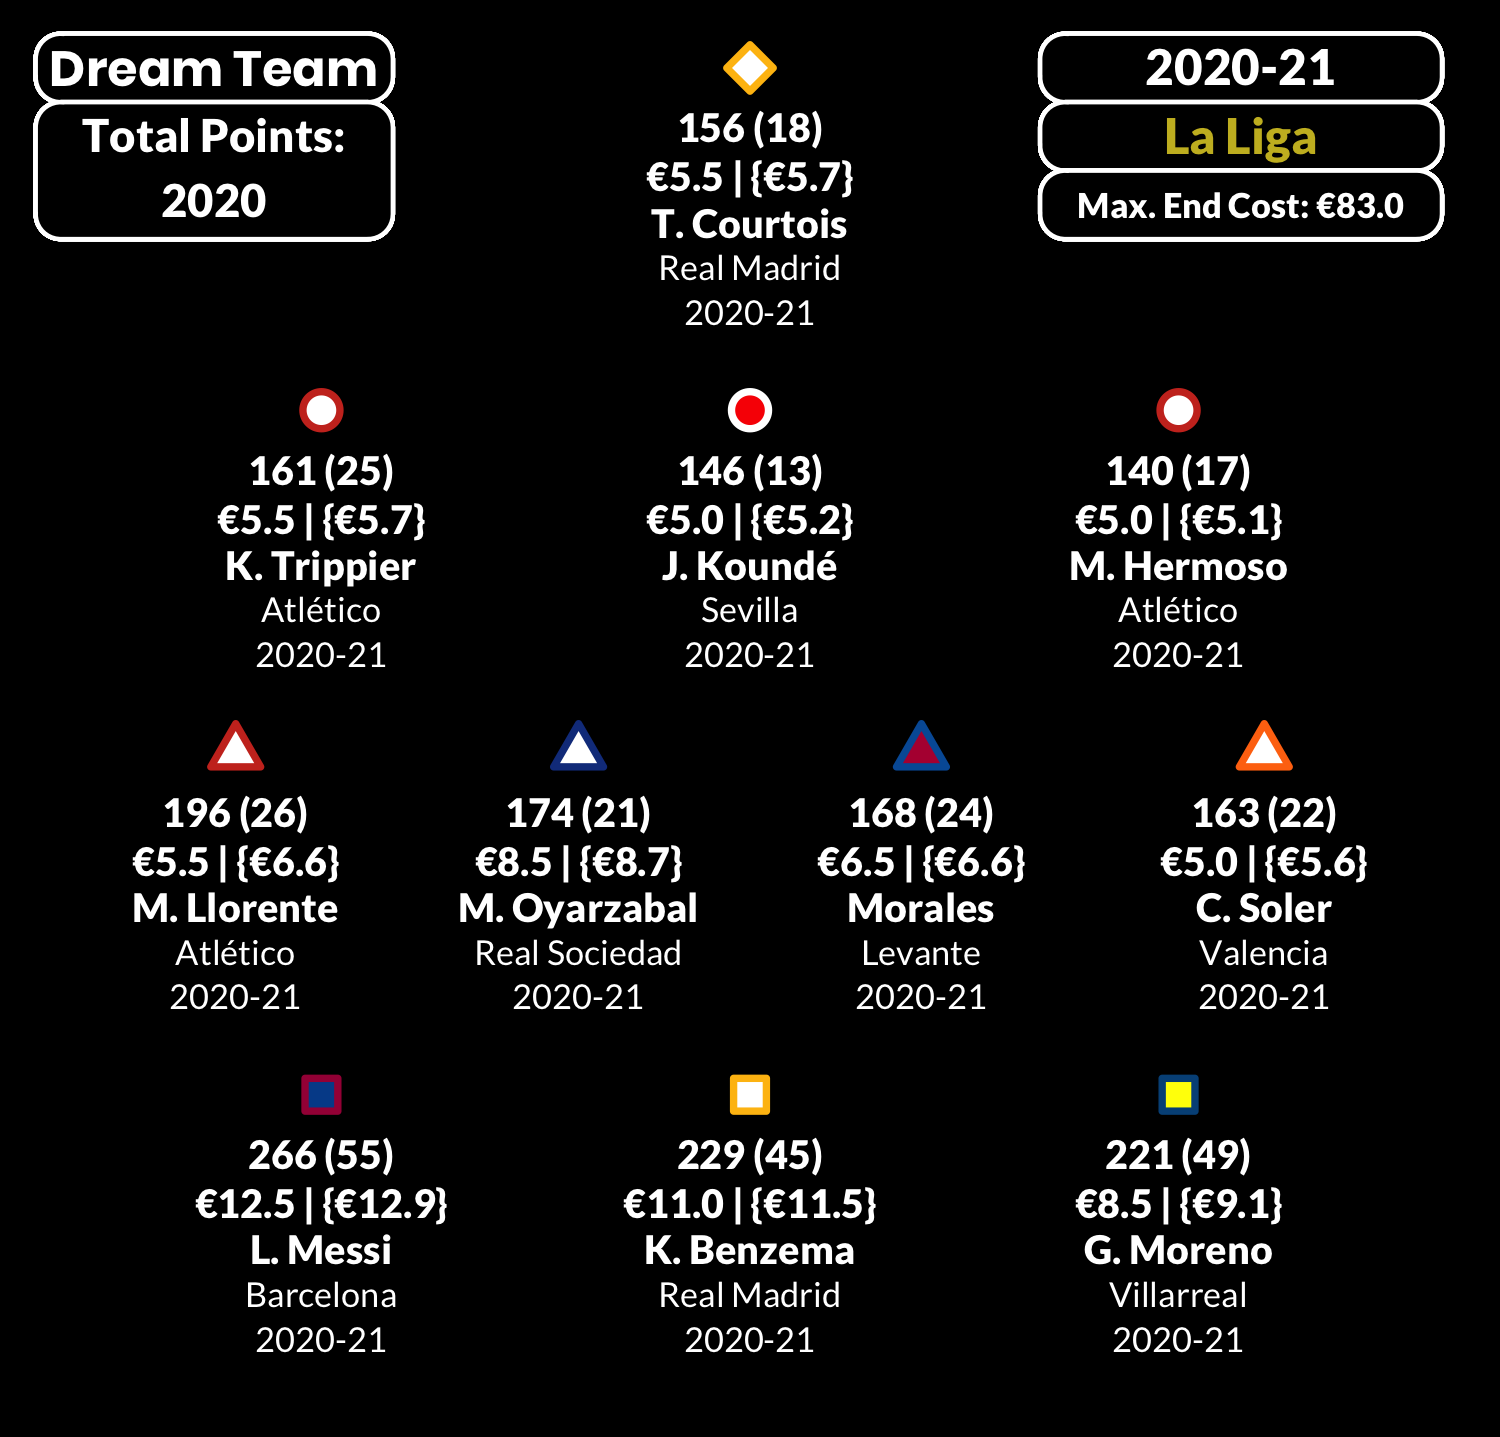 Dream Team
Total Points:
2020
2020-21
La Liga
Max. End Cost: €83.0
156 (18)
€5.5 | {€5.7}
T. Courtois
Real Madrid
2020-21
161 (25)
€5.5 | {€5.7}
K. Trippier
Atlético
2020-21
146 (13)
€5.0 | {€5.2}
J. Koundé
Sevilla
2020-21
140 (17)
€5.0 | {€5.1}
M. Hermoso
Atlético
2020-21
196 (26)
€5.5 | {€6.6}
M. Llorente
Atlético
2020-21
174 (21)
€8.5 | {€8.7}
M. Oyarzabal
Real Sociedad
2020-21
168 (24)
€6.5 | {€6.6}
Morales
Levante
2020-21
163 (22)
€5.0 | {€5.6}
C. Soler
Valencia
2020-21
266 (55)
€12.5 | {€12.9}
L. Messi
Barcelona
2020-21
229 (45)
€11.0 | {€11.5}
K. Benzema
Real Madrid
2020-21
221 (49)
€8.5 | {€9.1}
G. Moreno
Villarreal
2020-21